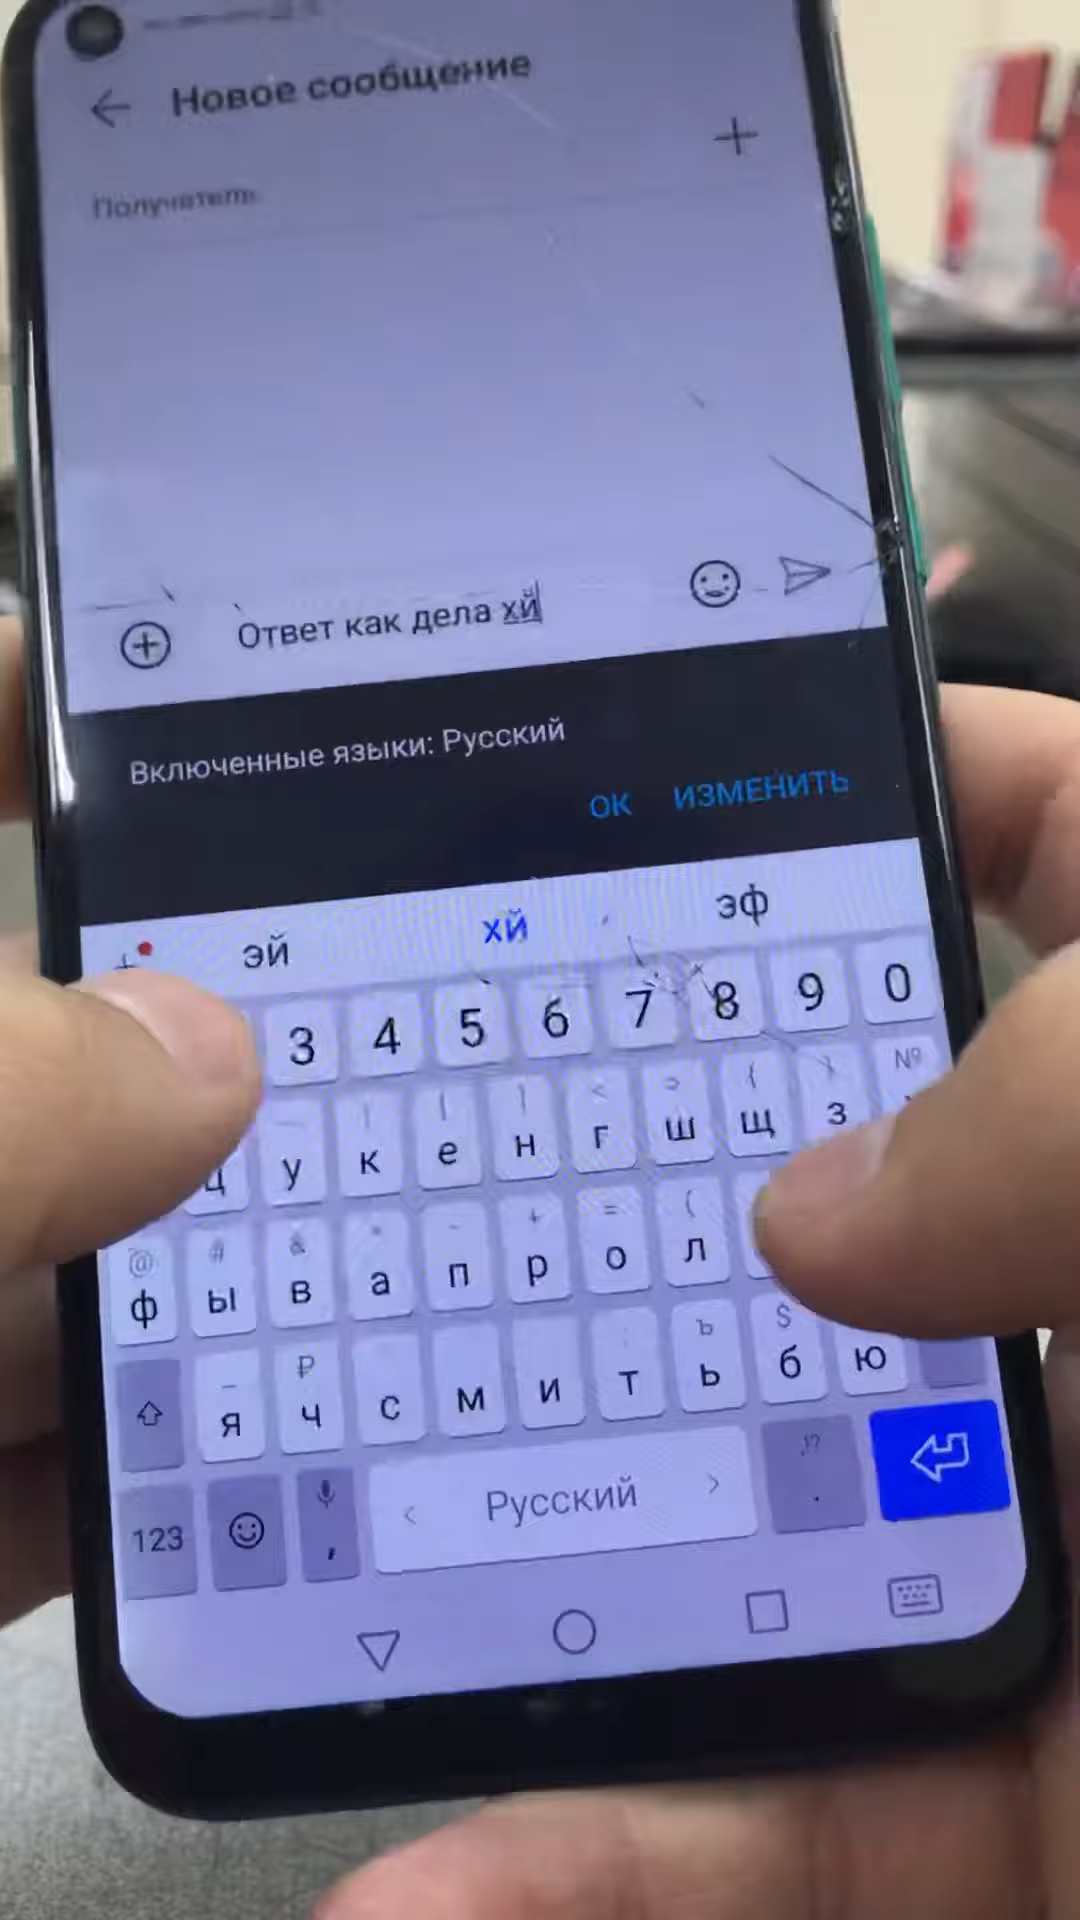 Новое сообщение
Получатель
Ответ как дела хй
Включенные языки: Русский
ОК ИЗМЕНИТЬ
эй хй эф
3 4 5 6 7 8 9 0
{ №
ц у к е н г ш щ з
@ # & - + = (
ф ы в а п р о л
_ ₽ ъ $
я ч с м и т ь б ю
123 , < Русский > !? .